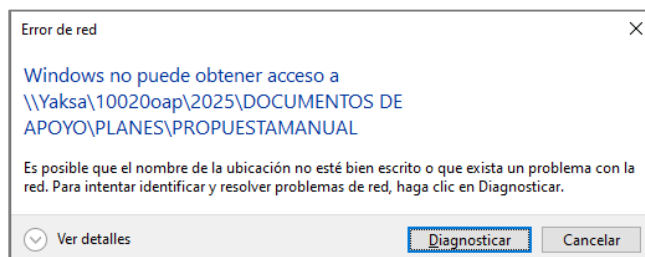 Error de red
Windows no puede obtener acceso a
\\Yaksa\10020oap\2025\DOCUMENTOS DE
APOYO\PLANES\PROPUESTAMANUAL
Es posible que el nombre de la ubicación no esté bien escrito o que exista un problema con la
red. Para intentar identificar y resolver problemas de red, haga clic en Diagnosticar.
Ver detalles
Diagnosticar
Cancelar